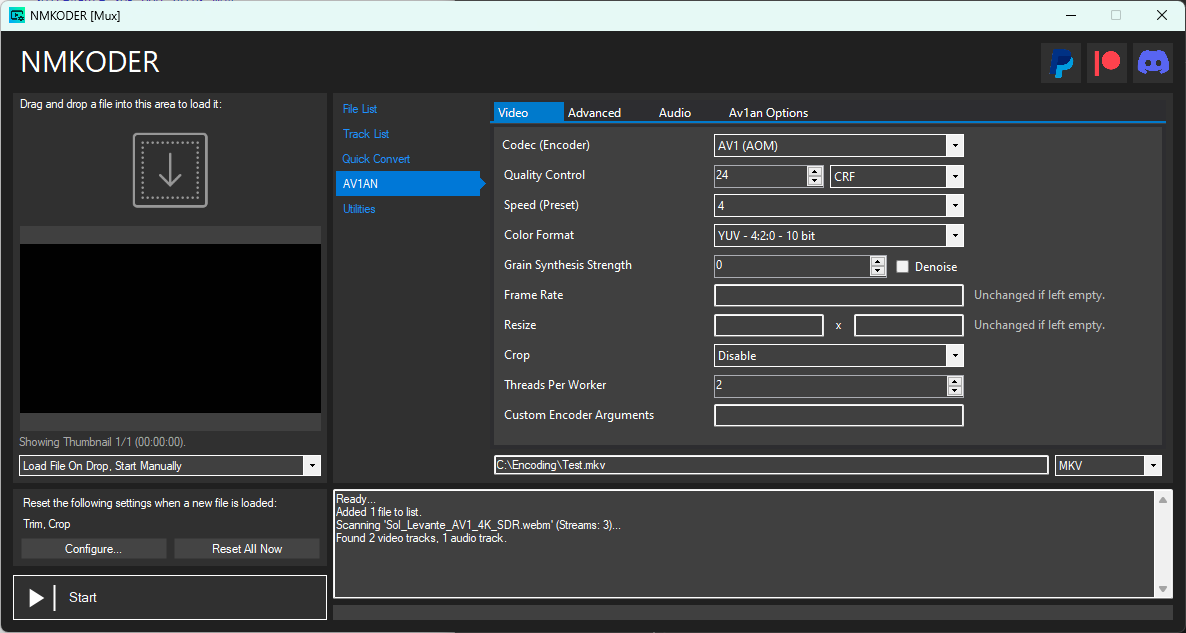 NMKODER [Mux]
NMKODER
Drag and drop a file into this area to load it:
Showing Thumbnail 1/1 (00:00:00).
Load File On Drop, Start Manually
Reset the following settings when a new file is loaded:
Trim, Crop
Configure... Reset All Now
Start
File List
Track List
Quick Convert
AV1AN
Utilities
Video Advanced Audio Av1an Options
Codec (Encoder) AV1 (AOM)
Quality Control 24 CRF
Speed (Preset) 4
Color Format YUV - 4:2:0 - 10 bit
Grain Synthesis Strength 0 Denoise
Frame Rate Unchanged if left empty.
Resize x Unchanged if left empty.
Crop Disable
Threads Per Worker 2
Custom Encoder Arguments
C:\Encoding\Test.mkv MKV
Ready...
Added 1 file to list.
Scanning 'Sol_Levante_AV1_4K_SDR.webm' (Streams: 3)...
Found 2 video tracks, 1 audio track.